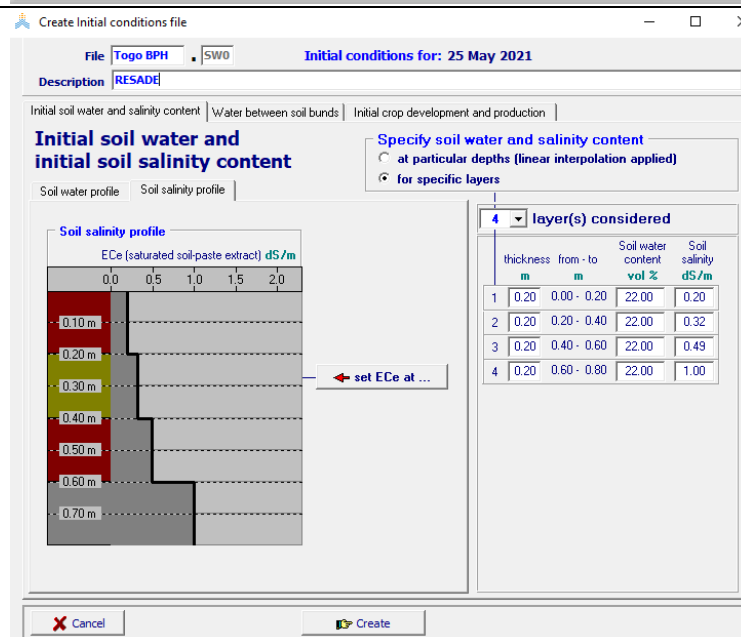 Create Initial conditions file
File Togo BPH . SW0 Initial conditions for: 25 May 2021
Description RESADE
Initial soil water and salinity content Water between soil bunds Initial crop development and production
Initial soil water and
initial soil salinity content
Specify soil water and salinity content
at particular depths (linear interpolation applied)
for specific layers
Soil water profile Soil salinity profile
4 layer(s) considered
Soil salinity profile
ECe (saturated soil-paste extract) dS/m
0.0 0.5 1.0 1.5 2.0
0.10 m
0.20 m
0.30 m
0.40 m
0.50 m
0.60 m
0.70 m
set ECe at ...
thickness from - to Soil water content Soil salinity
m m vol % dS/m
1 0.20 0.00 - 0.20 22.00 0.20
2 0.20 0.20 - 0.40 22.00 0.32
3 0.20 0.40 - 0.60 22.00 0.49
4 0.20 0.60 - 0.80 22.00 1.00
Cancel Create